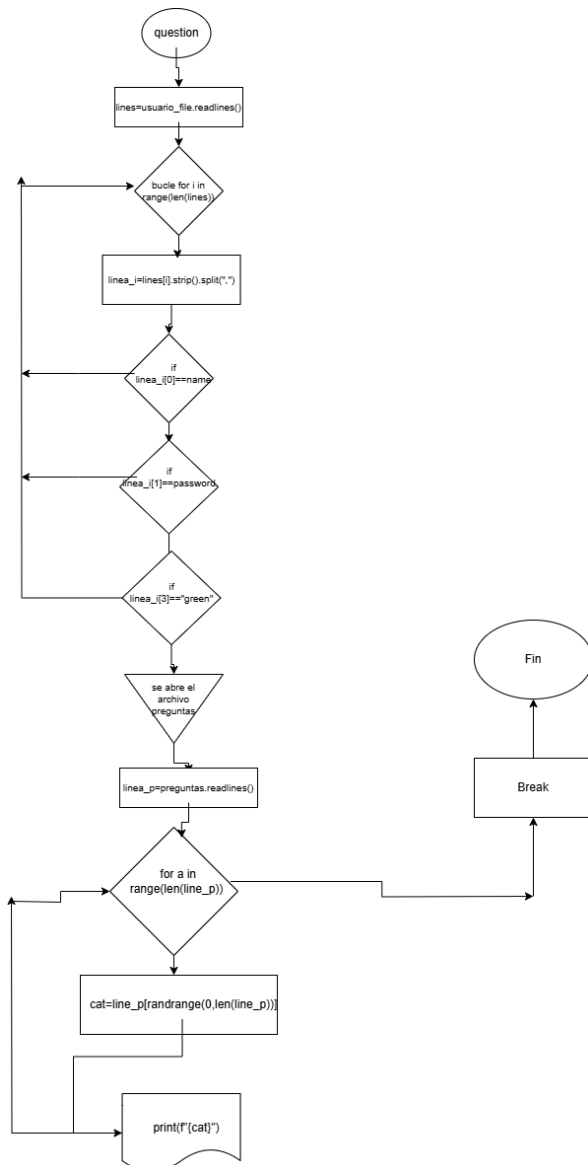 question
lines=usuario_file.readlines()
bucle for i in
range(len(lines))
linea_i=lines[i].strip().split(",")
if
linea_i[0]==name
if
linea_i[1]==password
if
linea_i[3]=="green"
se abre el
archivo
preguntas
linea_p=preguntas.readlines()
for a in
range(len(line_p))
cat=line_p[randrange(0,len(line_p))]
print(f"{cat}")
Fin
Break